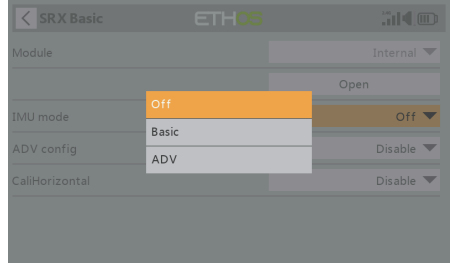 SRX Basic ETHOS
Module Internal
Open
Off
IMU mode Off
Basic
ADV config Disable
ADV
CaliHorizontal Disable